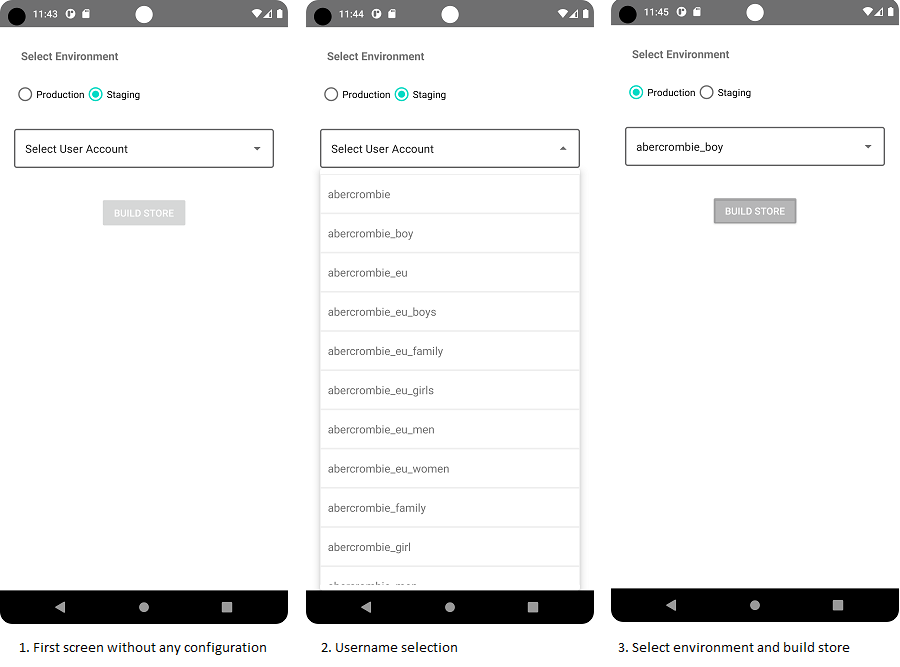 11:43
Select Environment
Production Staging
Select User Account
BUILD STORE
1. First screen without any configuration
11:44
Select Environment
Production Staging
Select User Account
abercrombie
abercrombie_boy
abercrombie_eu
abercrombie_eu_boys
abercrombie_eu_family
abercrombie_eu_girls
abercrombie_eu_men
abercrombie_eu_women
abercrombie_family
abercrombie_girl
2. Username selection
11:45
Select Environment
Production Staging
abercrombie_boy
BUILD STORE
3. Select environment and build store